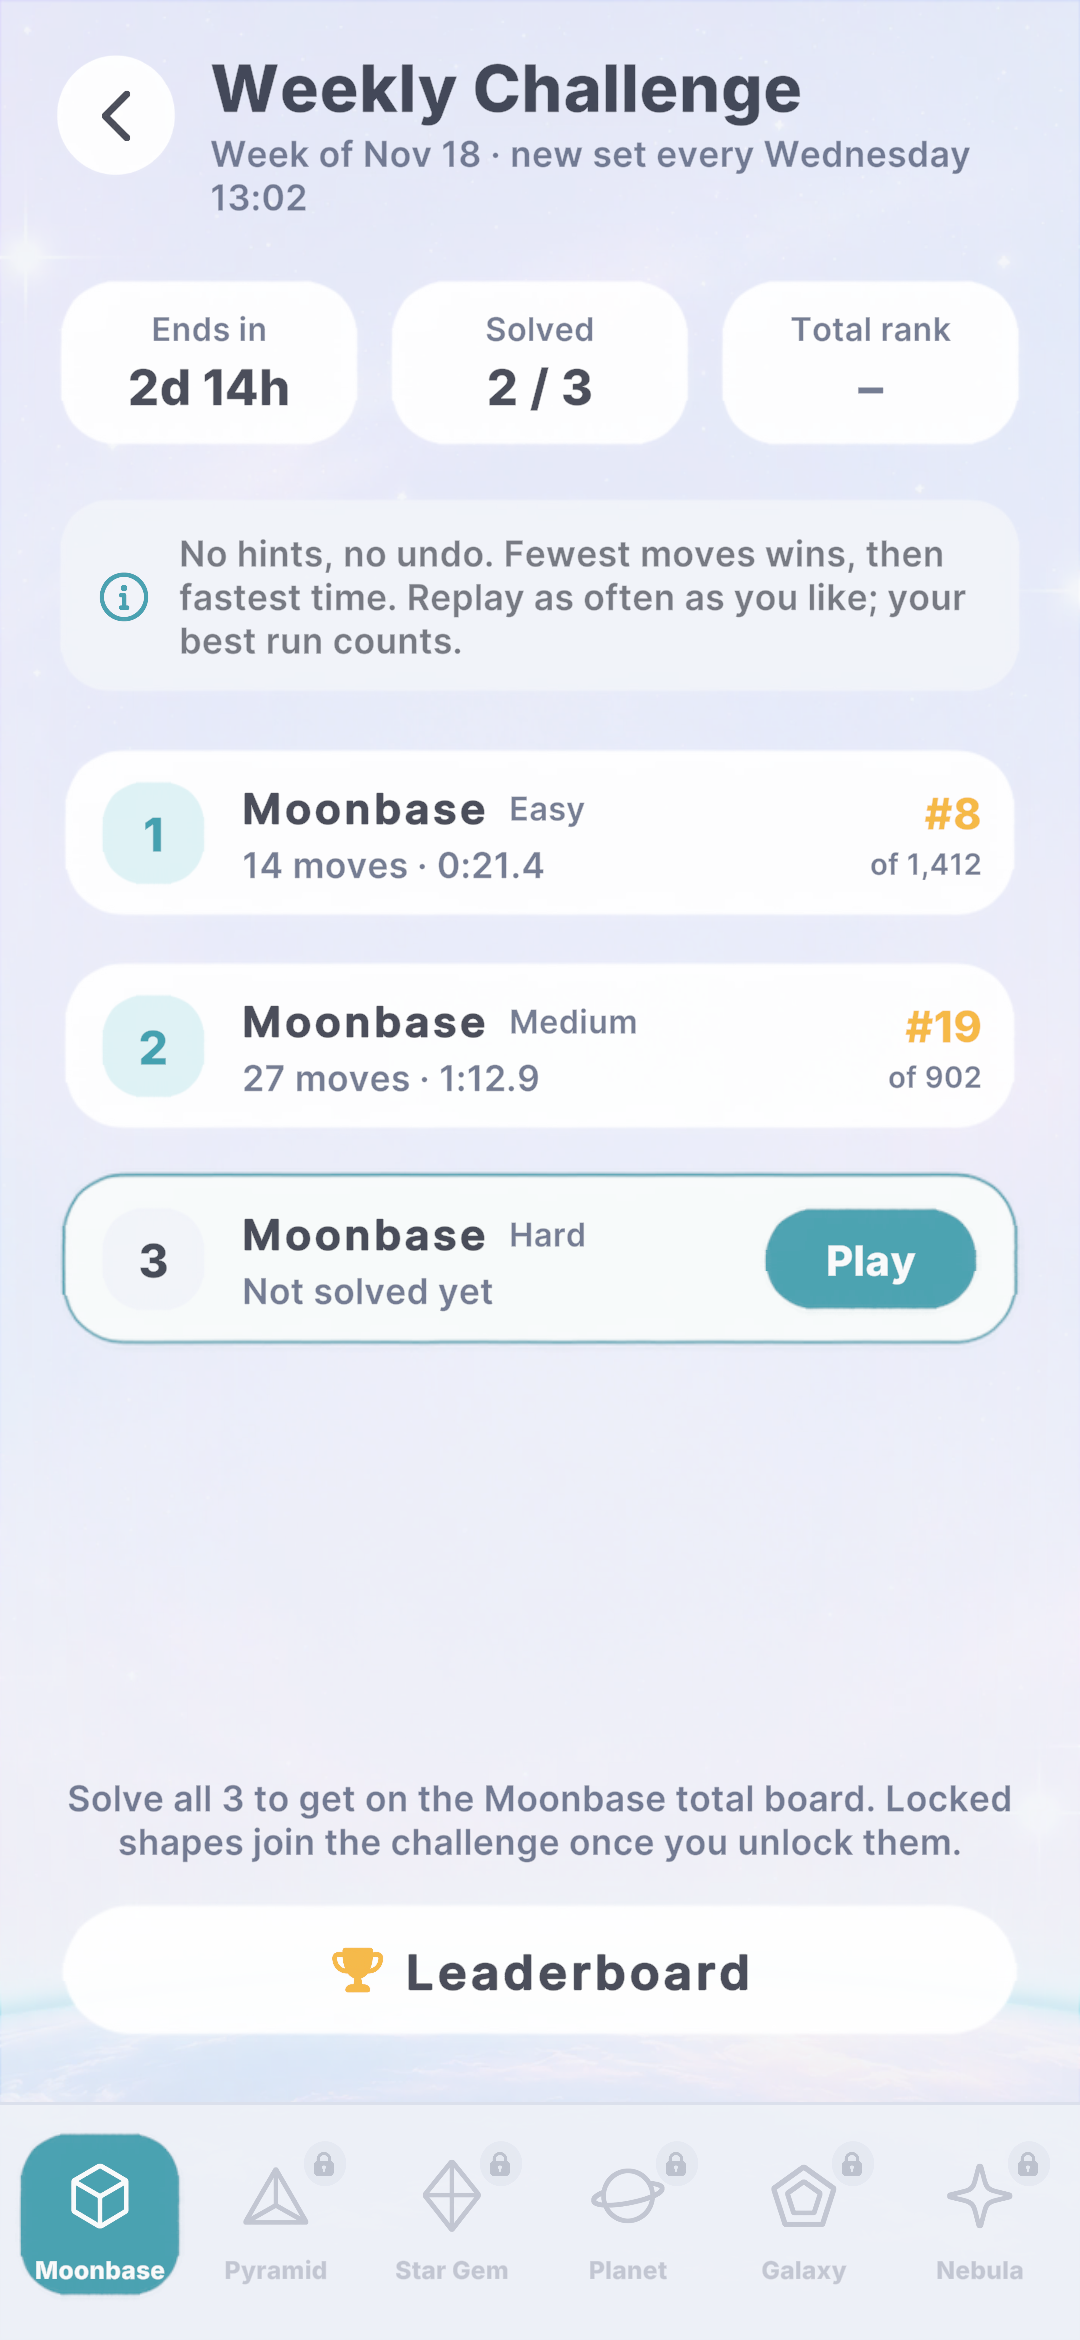 Weekly Challenge
Week of Nov 18 · new set every Wednesday
13:02
Ends in
2d 14h
Solved
2 / 3
Total rank
–
No hints, no undo. Fewest moves wins, then
fastest time. Replay as often as you like; your
best run counts.
1
Moonbase Easy
14 moves · 0:21.4
#8
of 1,412
2
Moonbase Medium
27 moves · 1:12.9
#19
of 902
3
Moonbase Hard
Not solved yet
Play
Solve all 3 to get on the Moonbase total board. Locked
shapes join the challenge once you unlock them.
Leaderboard
Moonbase
Pyramid
Star Gem
Planet
Galaxy
Nebula